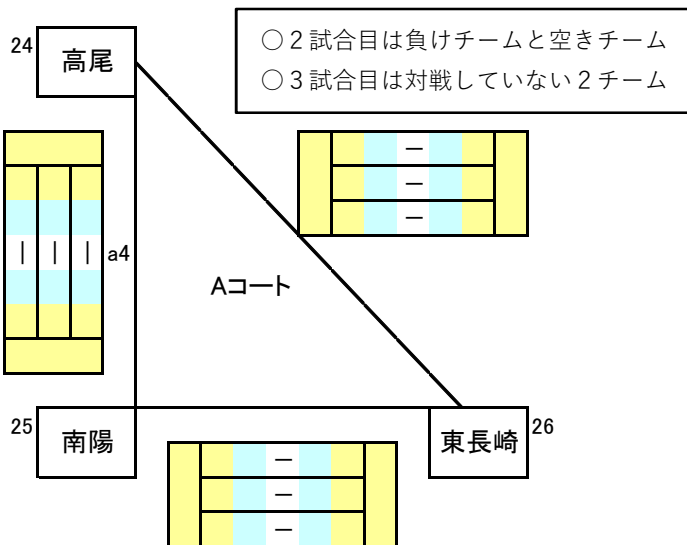 ○２試合目は負けチームと空きチーム
○３試合目は対戦していない２チーム
24
高尾
－
－
－
| | |
a4
Aコート
25
南陽
東長崎
26
－
－
－